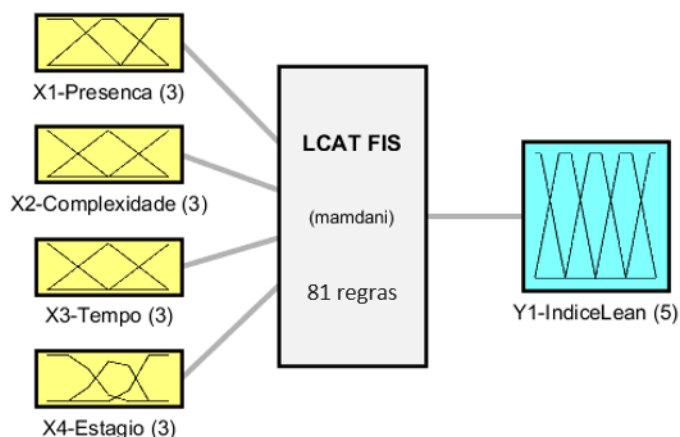 X1-Presenca (3)
X2-Complexidade (3)
X3-Tempo (3)
X4-Estagio (3)
LCAT FIS
(mamdani)
81 regras
Y1-IndiceLean (5)